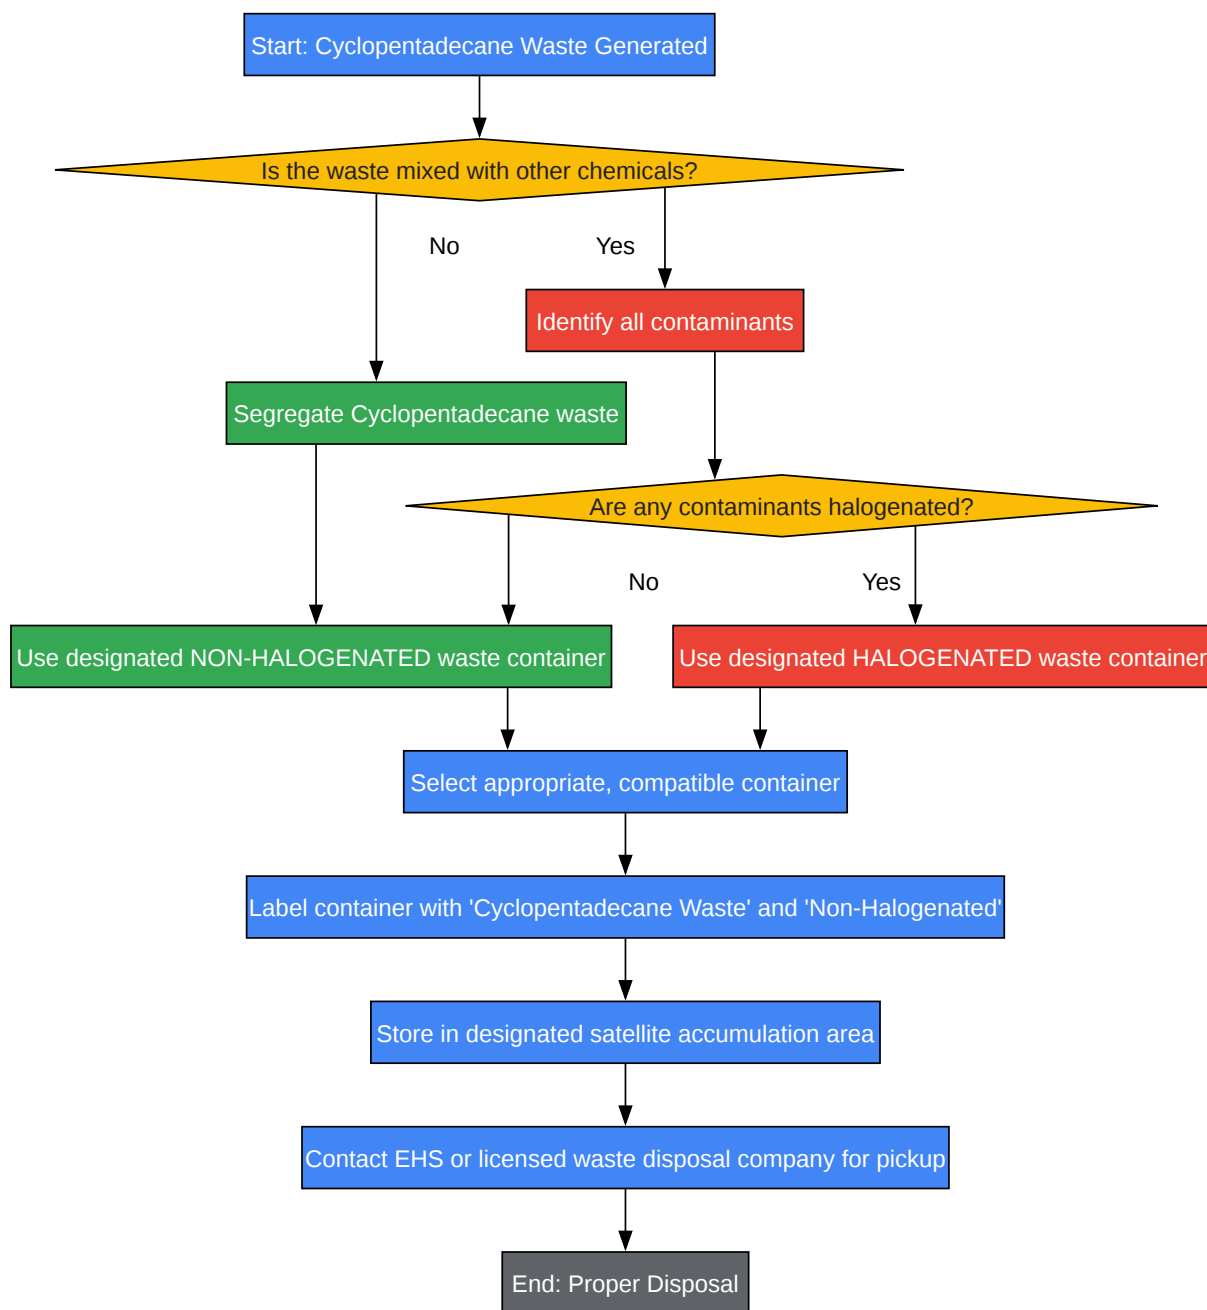 Start: Cyclopentadecane Waste Generated
Is the waste mixed with other chemicals?
No
Yes
Identify all contaminants
Segregate Cyclopentadecane waste
Are any contaminants halogenated?
No
Yes
Use designated NON-HALOGENATED waste container
Use designated HALOGENATED waste container
Select appropriate, compatible container
Label container with 'Cyclopentadecane Waste' and 'Non-Halogenated'
Store in designated satellite accumulation area
Contact EHS or licensed waste disposal company for pickup
End: Proper Disposal